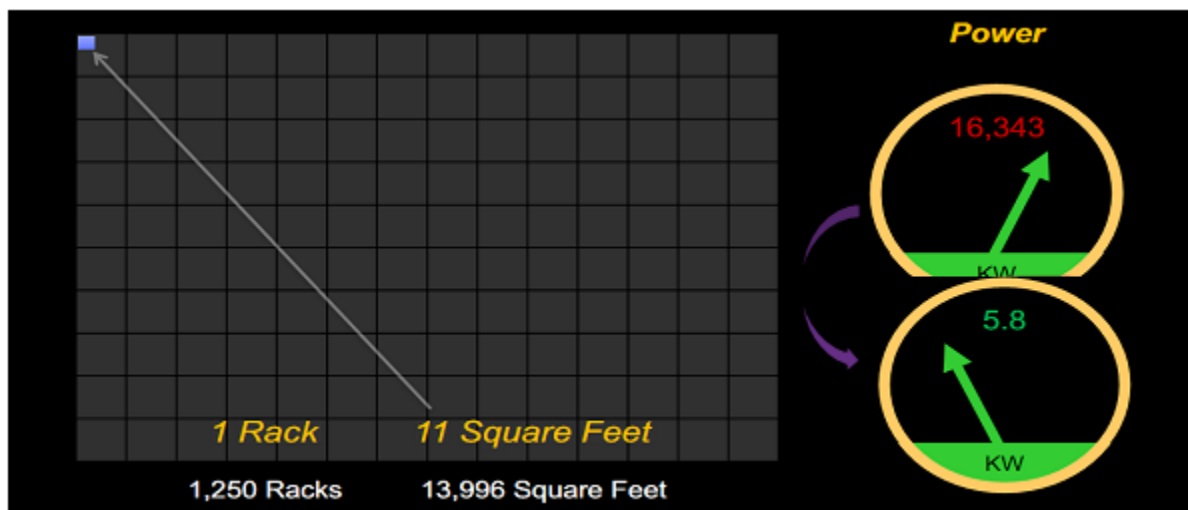 Power
16,343
KW
5.8
KW
1 Rack
11 Square Feet
1,250 Racks
13,996 Square Feet